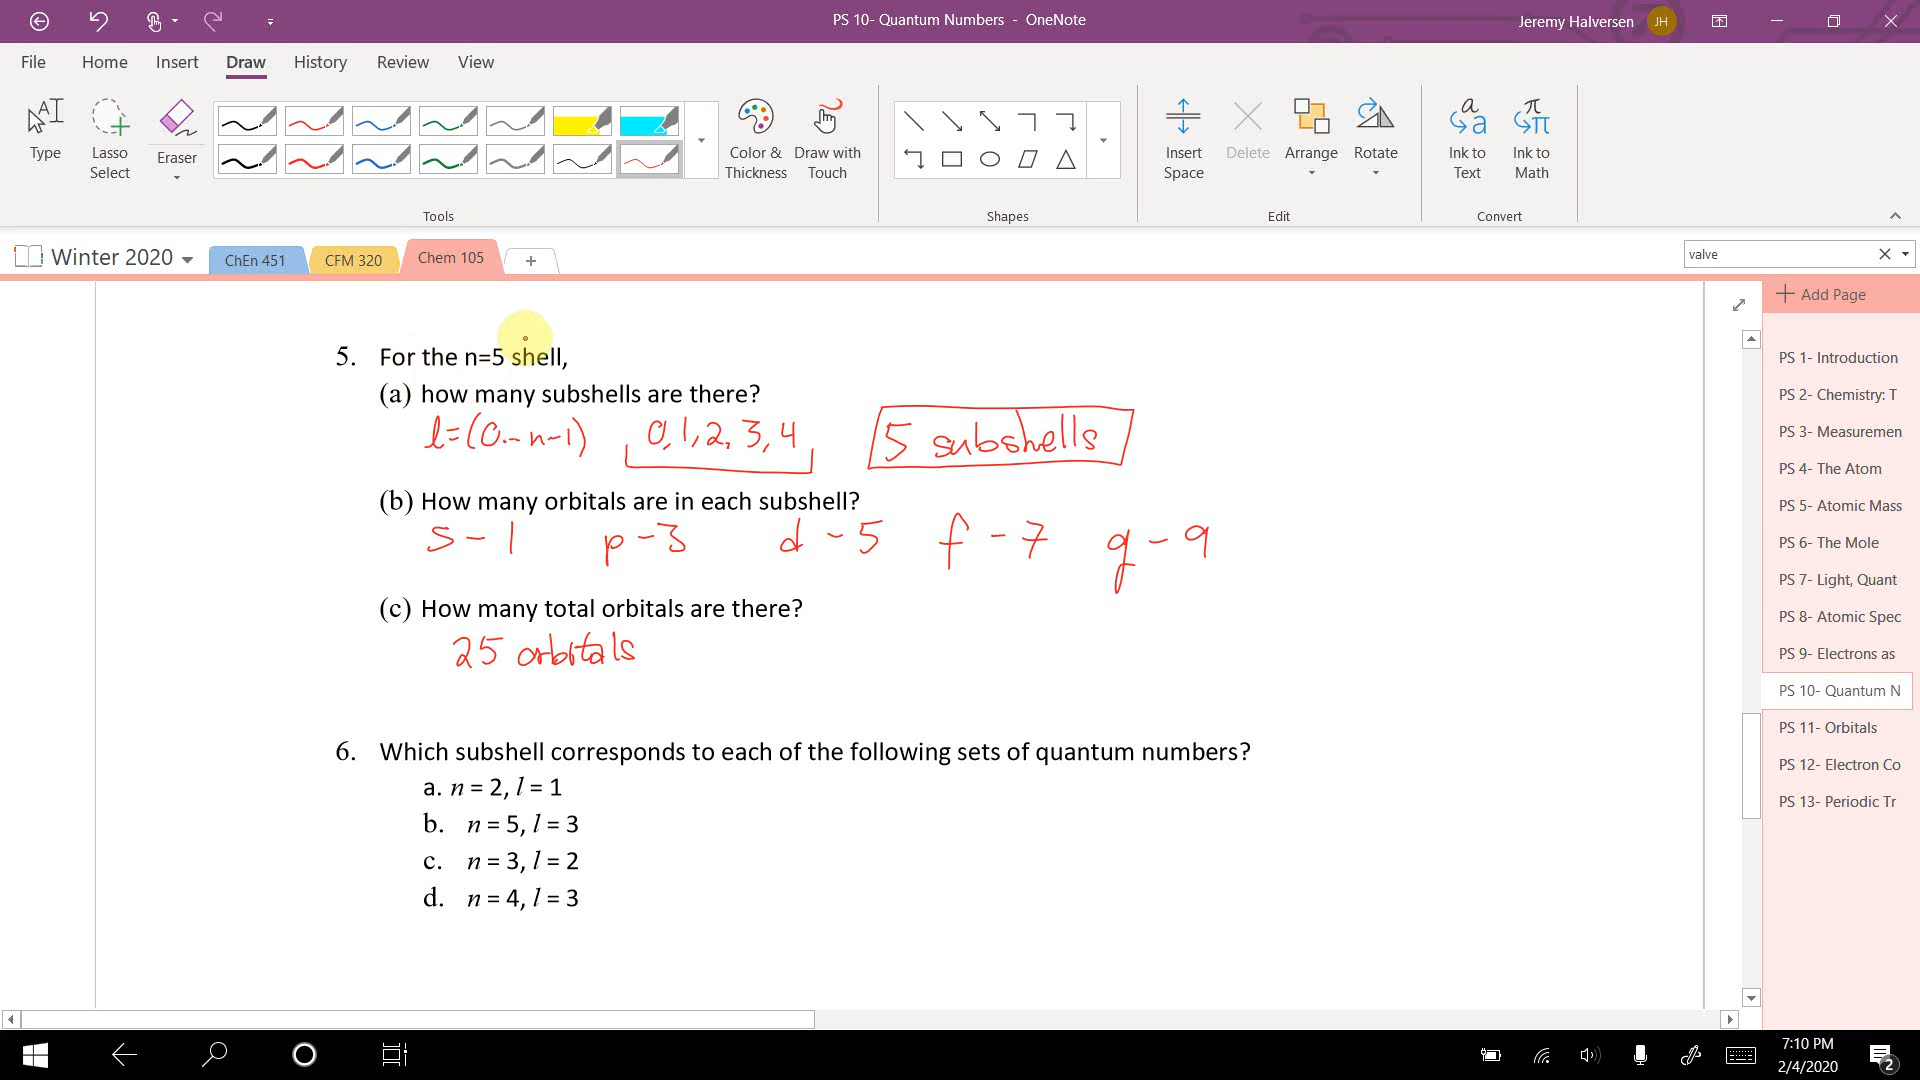 PS 10- Quantum Numbers - OneNote
Jeremy Halversen JH
File Home Insert Draw History Review View
Type
Lasso Select
Eraser
Color & Thickness
Draw with Touch
Insert Space
Delete
Arrange
Rotate
Ink to Text
Ink to Math
Tools Shapes Edit Convert
Winter 2020 ChEn 451 CFM 320 Chem 105 +
valve
5. For the n=5 shell,
(a) how many subshells are there?
l=(0.- n-1) 0,1,2,3,4 5 subshells
(b) How many orbitals are in each subshell?
s-1 p-3 d-5 f-7 g-9
(c) How many total orbitals are there?
25 orbitals
6. Which subshell corresponds to each of the following sets of quantum numbers?
a. n = 2, l = 1
b. n = 5, l = 3
c. n = 3, l = 2
d. n = 4, l = 3
Add Page
PS 1- Introduction
PS 2- Chemistry: T
PS 3- Measuremen
PS 4- The Atom
PS 5- Atomic Mass
PS 6- The Mole
PS 7- Light, Quant
PS 8- Atomic Spec
PS 9- Electrons as
PS 10- Quantum N
PS 11- Orbitals
PS 12- Electron Co
PS 13- Periodic Tr
7:10 PM
2/4/2020
2